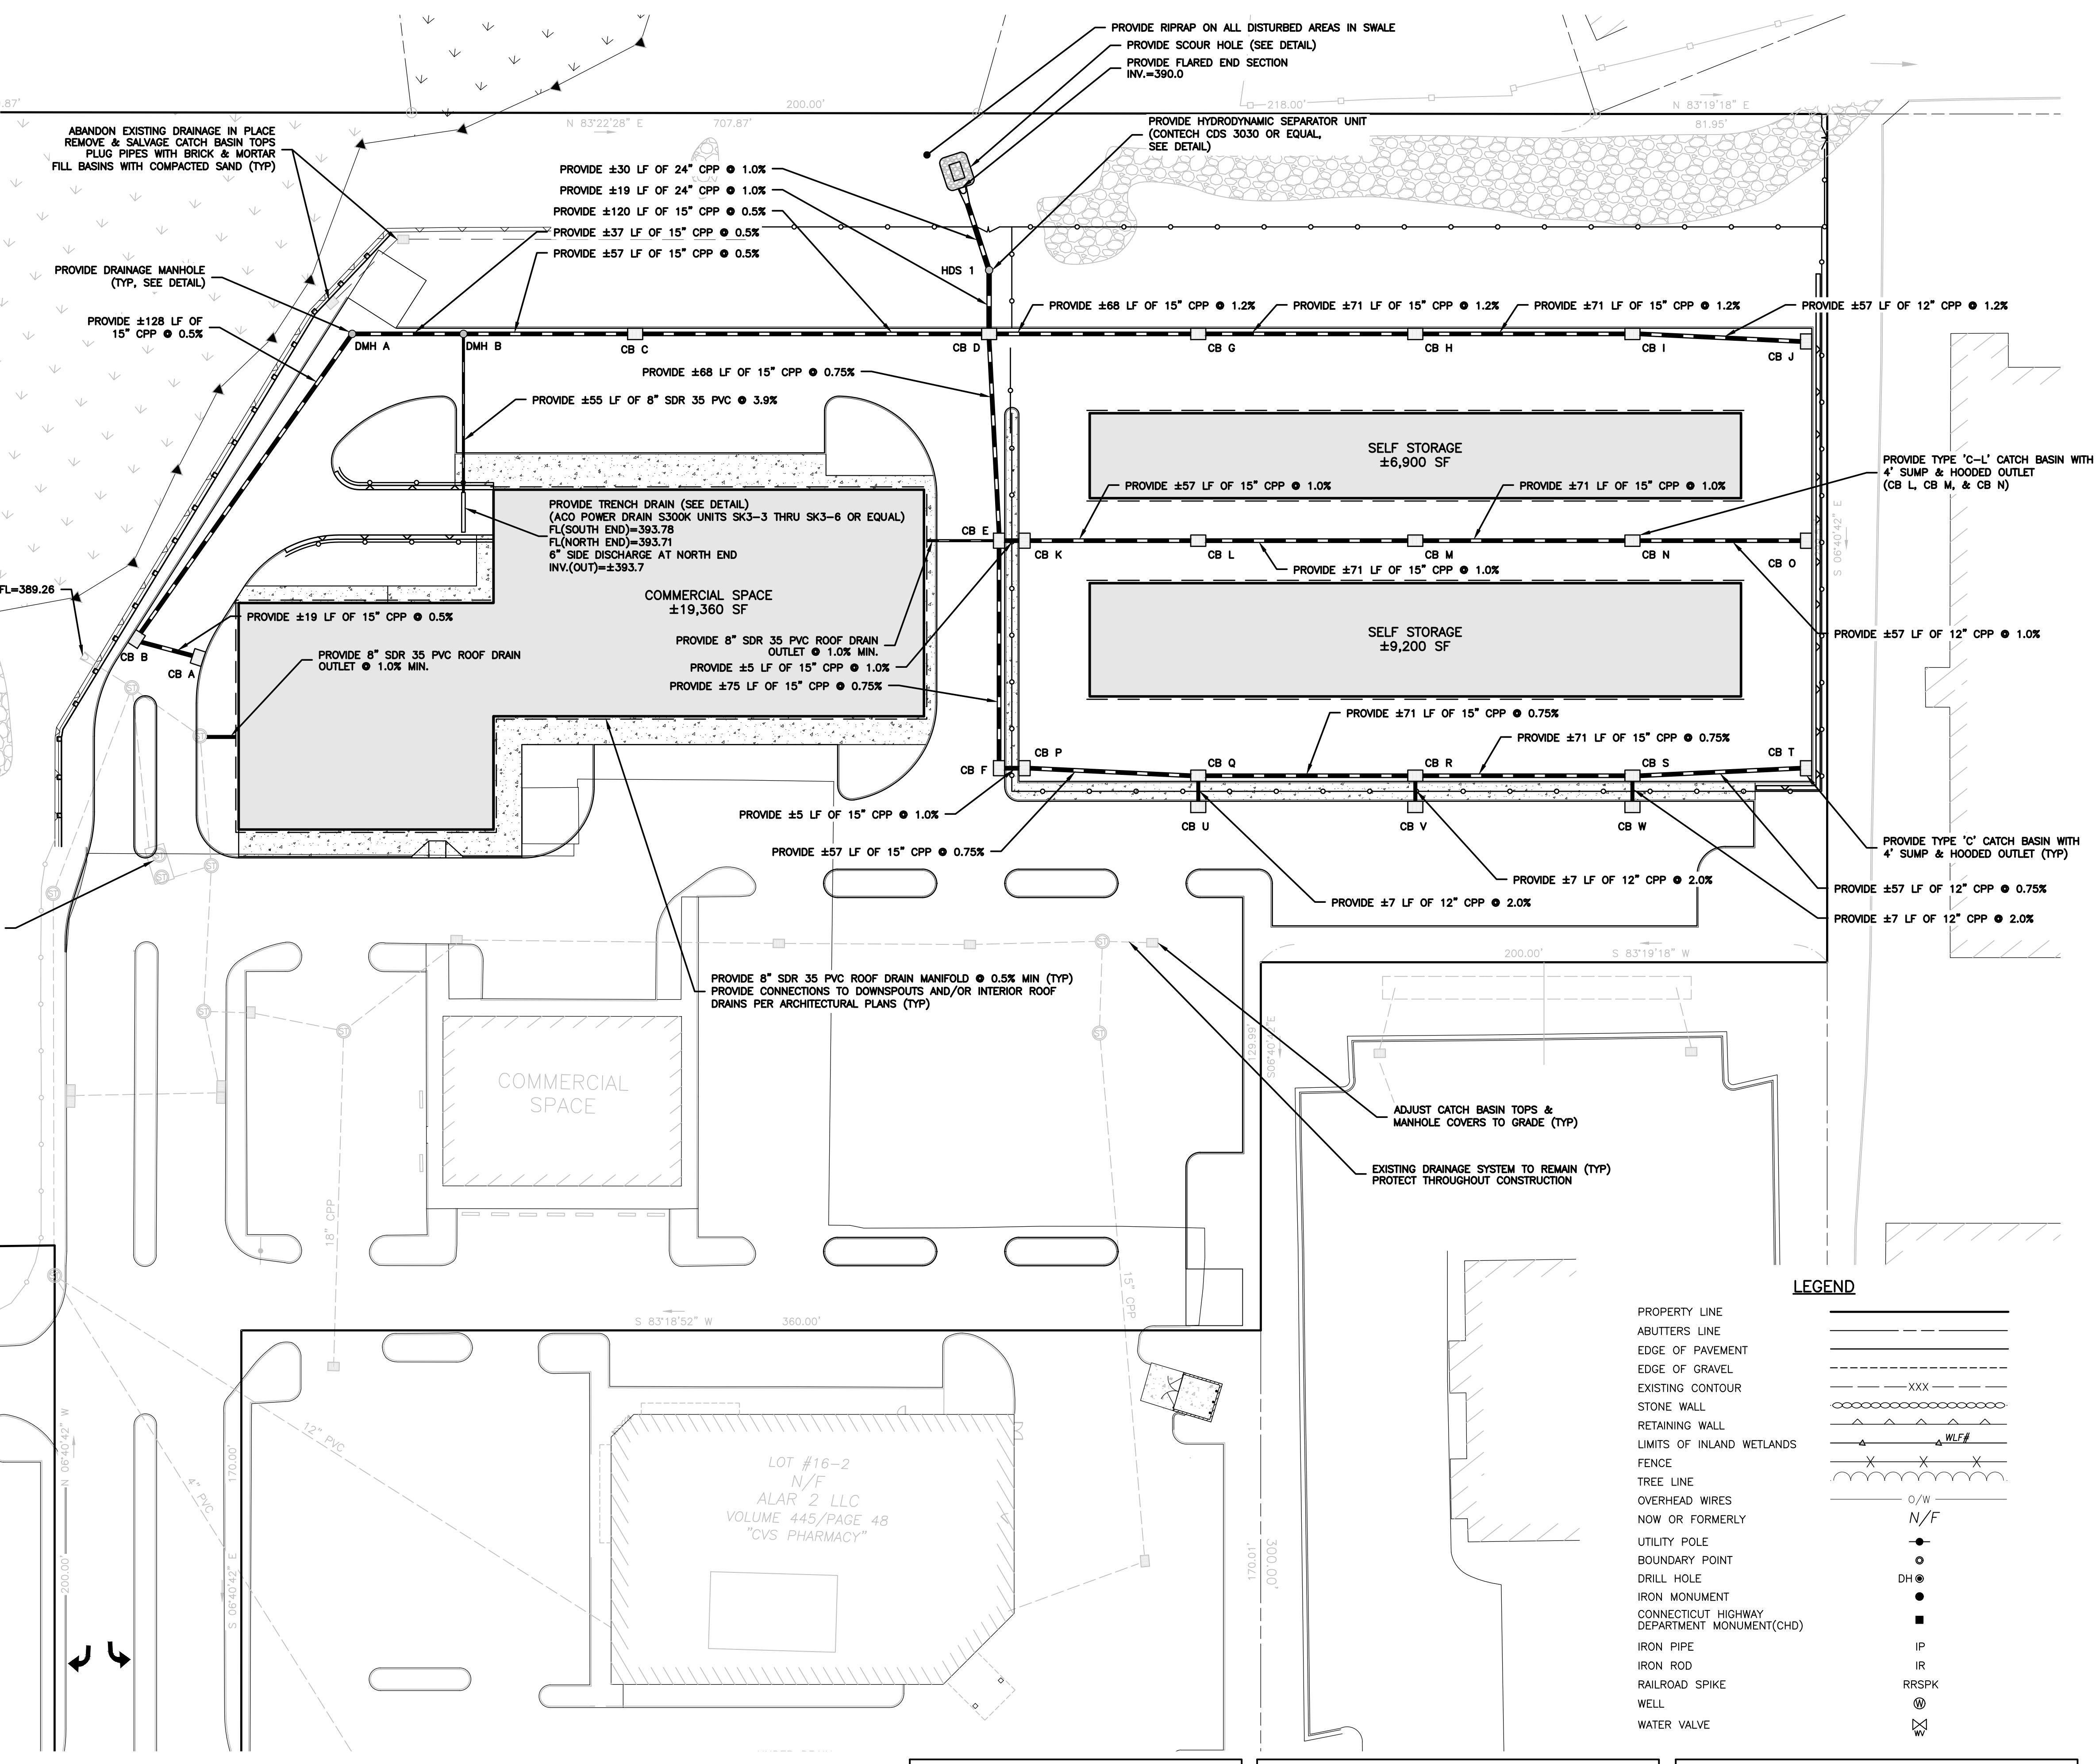 PROVIDE RIPRAP ON ALL DISTURBED AREAS IN SWALE
PROVIDE SCOUR HOLE (SEE DETAIL)
PROVIDE FLARED END SECTION
INV.=390.0
.87'
200.00'
218.00'
N 83°19'18" E
N 83°22'28" E
707.87'
81.95'
PROVIDE HYDRODYNAMIC SEPARATOR UNIT
(CONTECH CDS 3030 OR EQUAL,
SEE DETAIL)
ABANDON EXISTING DRAINAGE IN PLACE
REMOVE & SALVAGE CATCH BASIN TOPS
PLUG PIPES WITH BRICK & MORTAR
FILL BASINS WITH COMPACTED SAND (TYP)
PROVIDE ±30 LF OF 24" CPP @ 1.0%
PROVIDE ±19 LF OF 24" CPP @ 1.0%
PROVIDE ±120 LF OF 15" CPP @ 0.5%
PROVIDE ±37 LF OF 15" CPP @ 0.5%
PROVIDE ±57 LF OF 15" CPP @ 0.5%
PROVIDE DRAINAGE MANHOLE
(TYP, SEE DETAIL)
HDS 1
PROVIDE ±128 LF OF
15" CPP @ 0.5%
PROVIDE ±68 LF OF 15" CPP @ 1.2%
PROVIDE ±71 LF OF 15" CPP @ 1.2%
PROVIDE ±71 LF OF 15" CPP @ 1.2%
PROVIDE ±57 LF OF 12" CPP @ 1.2%
DMH A
DMH B
CB C
CB D
CB G
CB H
CB I
CB J
PROVIDE ±68 LF OF 15" CPP @ 0.75%
PROVIDE ±55 LF OF 8" SDR 35 PVC @ 3.9%
SELF STORAGE
±6,900 SF
PROVIDE TYPE 'C-L' CATCH BASIN WITH
4' SUMP & HOODED OUTLET
(CB L, CB M, & CB N)
PROVIDE ±57 LF OF 15" CPP @ 1.0%
PROVIDE ±71 LF OF 15" CPP @ 1.0%
PROVIDE TRENCH DRAIN (SEE DETAIL)
(ACO POWER DRAIN S300K UNITS SK3-3 THRU SK3-6 OR EQUAL)
FL(SOUTH END)=393.78
FL(NORTH END)=393.71
6" SIDE DISCHARGE AT NORTH END
INV.(OUT)=±393.7
S 06°40'42" E
CB E
CB K
CB L
CB M
CB N
CB O
PROVIDE ±71 LF OF 15" CPP @ 1.0%
FL=389.26
COMMERCIAL SPACE
±19,360 SF
PROVIDE ±19 LF OF 15" CPP @ 0.5%
SELF STORAGE
±9,200 SF
PROVIDE ±57 LF OF 12" CPP @ 1.0%
PROVIDE 8" SDR 35 PVC ROOF DRAIN
OUTLET @ 1.0% MIN.
PROVIDE 8" SDR 35 PVC ROOF DRAIN
OUTLET @ 1.0% MIN.
CB B
CB A
PROVIDE ±5 LF OF 15" CPP @ 1.0%
PROVIDE ±75 LF OF 15" CPP @ 0.75%
PROVIDE ±71 LF OF 15" CPP @ 0.75%
PROVIDE ±71 LF OF 15" CPP @ 0.75%
ST
ST
CB F
CB P
CB Q
CB R
CB S
CB T
PROVIDE ±5 LF OF 15" CPP @ 1.0%
CB U
CB V
CB W
PROVIDE TYPE 'C' CATCH BASIN WITH
4' SUMP & HOODED OUTLET (TYP)
PROVIDE ±57 LF OF 15" CPP @ 0.75%
ST
ST
ST
ST
PROVIDE ±7 LF OF 12" CPP @ 2.0%
PROVIDE ±57 LF OF 12" CPP @ 0.75%
PROVIDE ±7 LF OF 12" CPP @ 2.0%
PROVIDE ±7 LF OF 12" CPP @ 2.0%
ST
200.00'
S 83°19'18" W
PROVIDE 8" SDR 35 PVC ROOF DRAIN MANIFOLD @ 0.5% MIN (TYP)
PROVIDE CONNECTIONS TO DOWNSPOUTS AND/OR INTERIOR ROOF
DRAINS PER ARCHITECTURAL PLANS (TYP)
ST
ST
ST
129.99'
S06°40'42"E
COMMERCIAL
SPACE
ADJUST CATCH BASIN TOPS &
MANHOLE COVERS TO GRADE (TYP)
EXISTING DRAINAGE SYSTEM TO REMAIN (TYP)
PROTECT THROUGHOUT CONSTRUCTION
18" CPP
15" CPP
ST
S 83°18'52" W
360.00'
12" PVC
4" PVC
N 06°40'42" W
200.00'
170.00'
S 06°40'42" E
LOT #16-2
N/F
ALAR 2 LLC
VOLUME 445/PAGE 48
"CVS PHARMACY"
170.01'
300.00'
LEGEND
PROPERTY LINE
ABUTTERS LINE
EDGE OF PAVEMENT
EDGE OF GRAVEL
EXISTING CONTOUR XXX
STONE WALL
RETAINING WALL
LIMITS OF INLAND WETLANDS WLF#
FENCE
TREE LINE
OVERHEAD WIRES O/W
NOW OR FORMERLY N/F
UTILITY POLE
BOUNDARY POINT
DRILL HOLE DH
IRON MONUMENT
CONNECTICUT HIGHWAY
DEPARTMENT MONUMENT(CHD)
IRON PIPE IP
IRON ROD IR
RAILROAD SPIKE RRSPK
WELL W
WATER VALVE WV